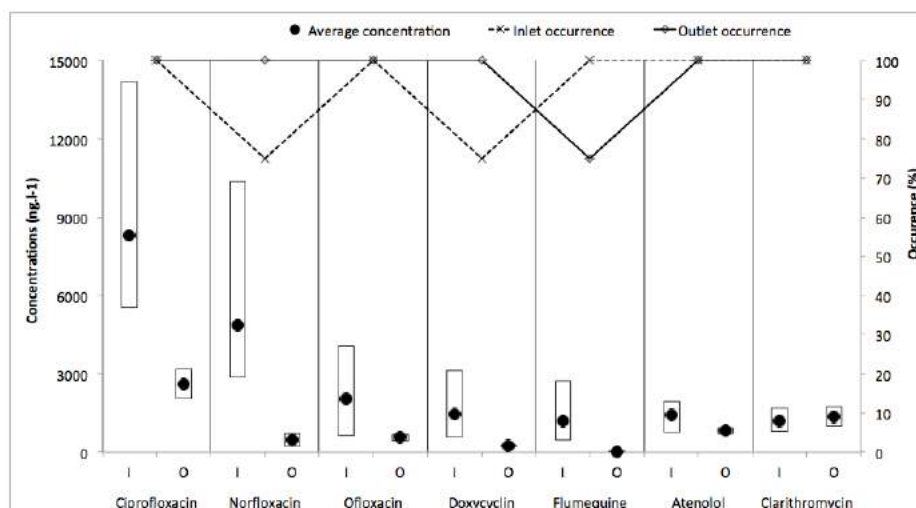 Average concentration Inlet occurrence Outlet occurrence
15000 100
90
12000 80
70
9000 60
50
6000 40
30
3000 20
10
0 0
Concentrations (ng.l-1)
Occurence (%)
I O I O I O I O I O I O I O
Ciprofloxacin Norfloxacin Ofloxacin Doxycyclin Flumequine Atenolol Clarithromycin